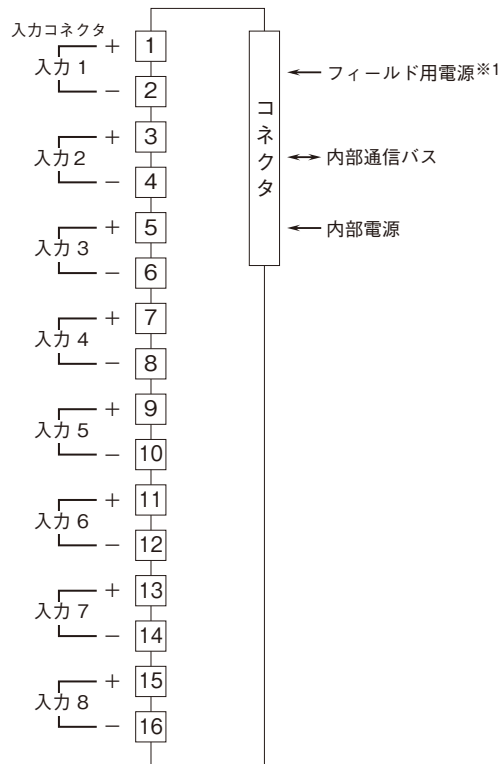 入力コネクタ
入力 1
+ 1
− 2
入力 2
+ 3
− 4
入力 3
+ 5
− 6
入力 4
+ 7
− 8
入力 5
+ 9
− 10
入力 6
+ 11
− 12
入力 7
+ 13
− 14
入力 8
+ 15
− 16
コネクタ
フィールド用電源※1
内部通信バス
内部電源